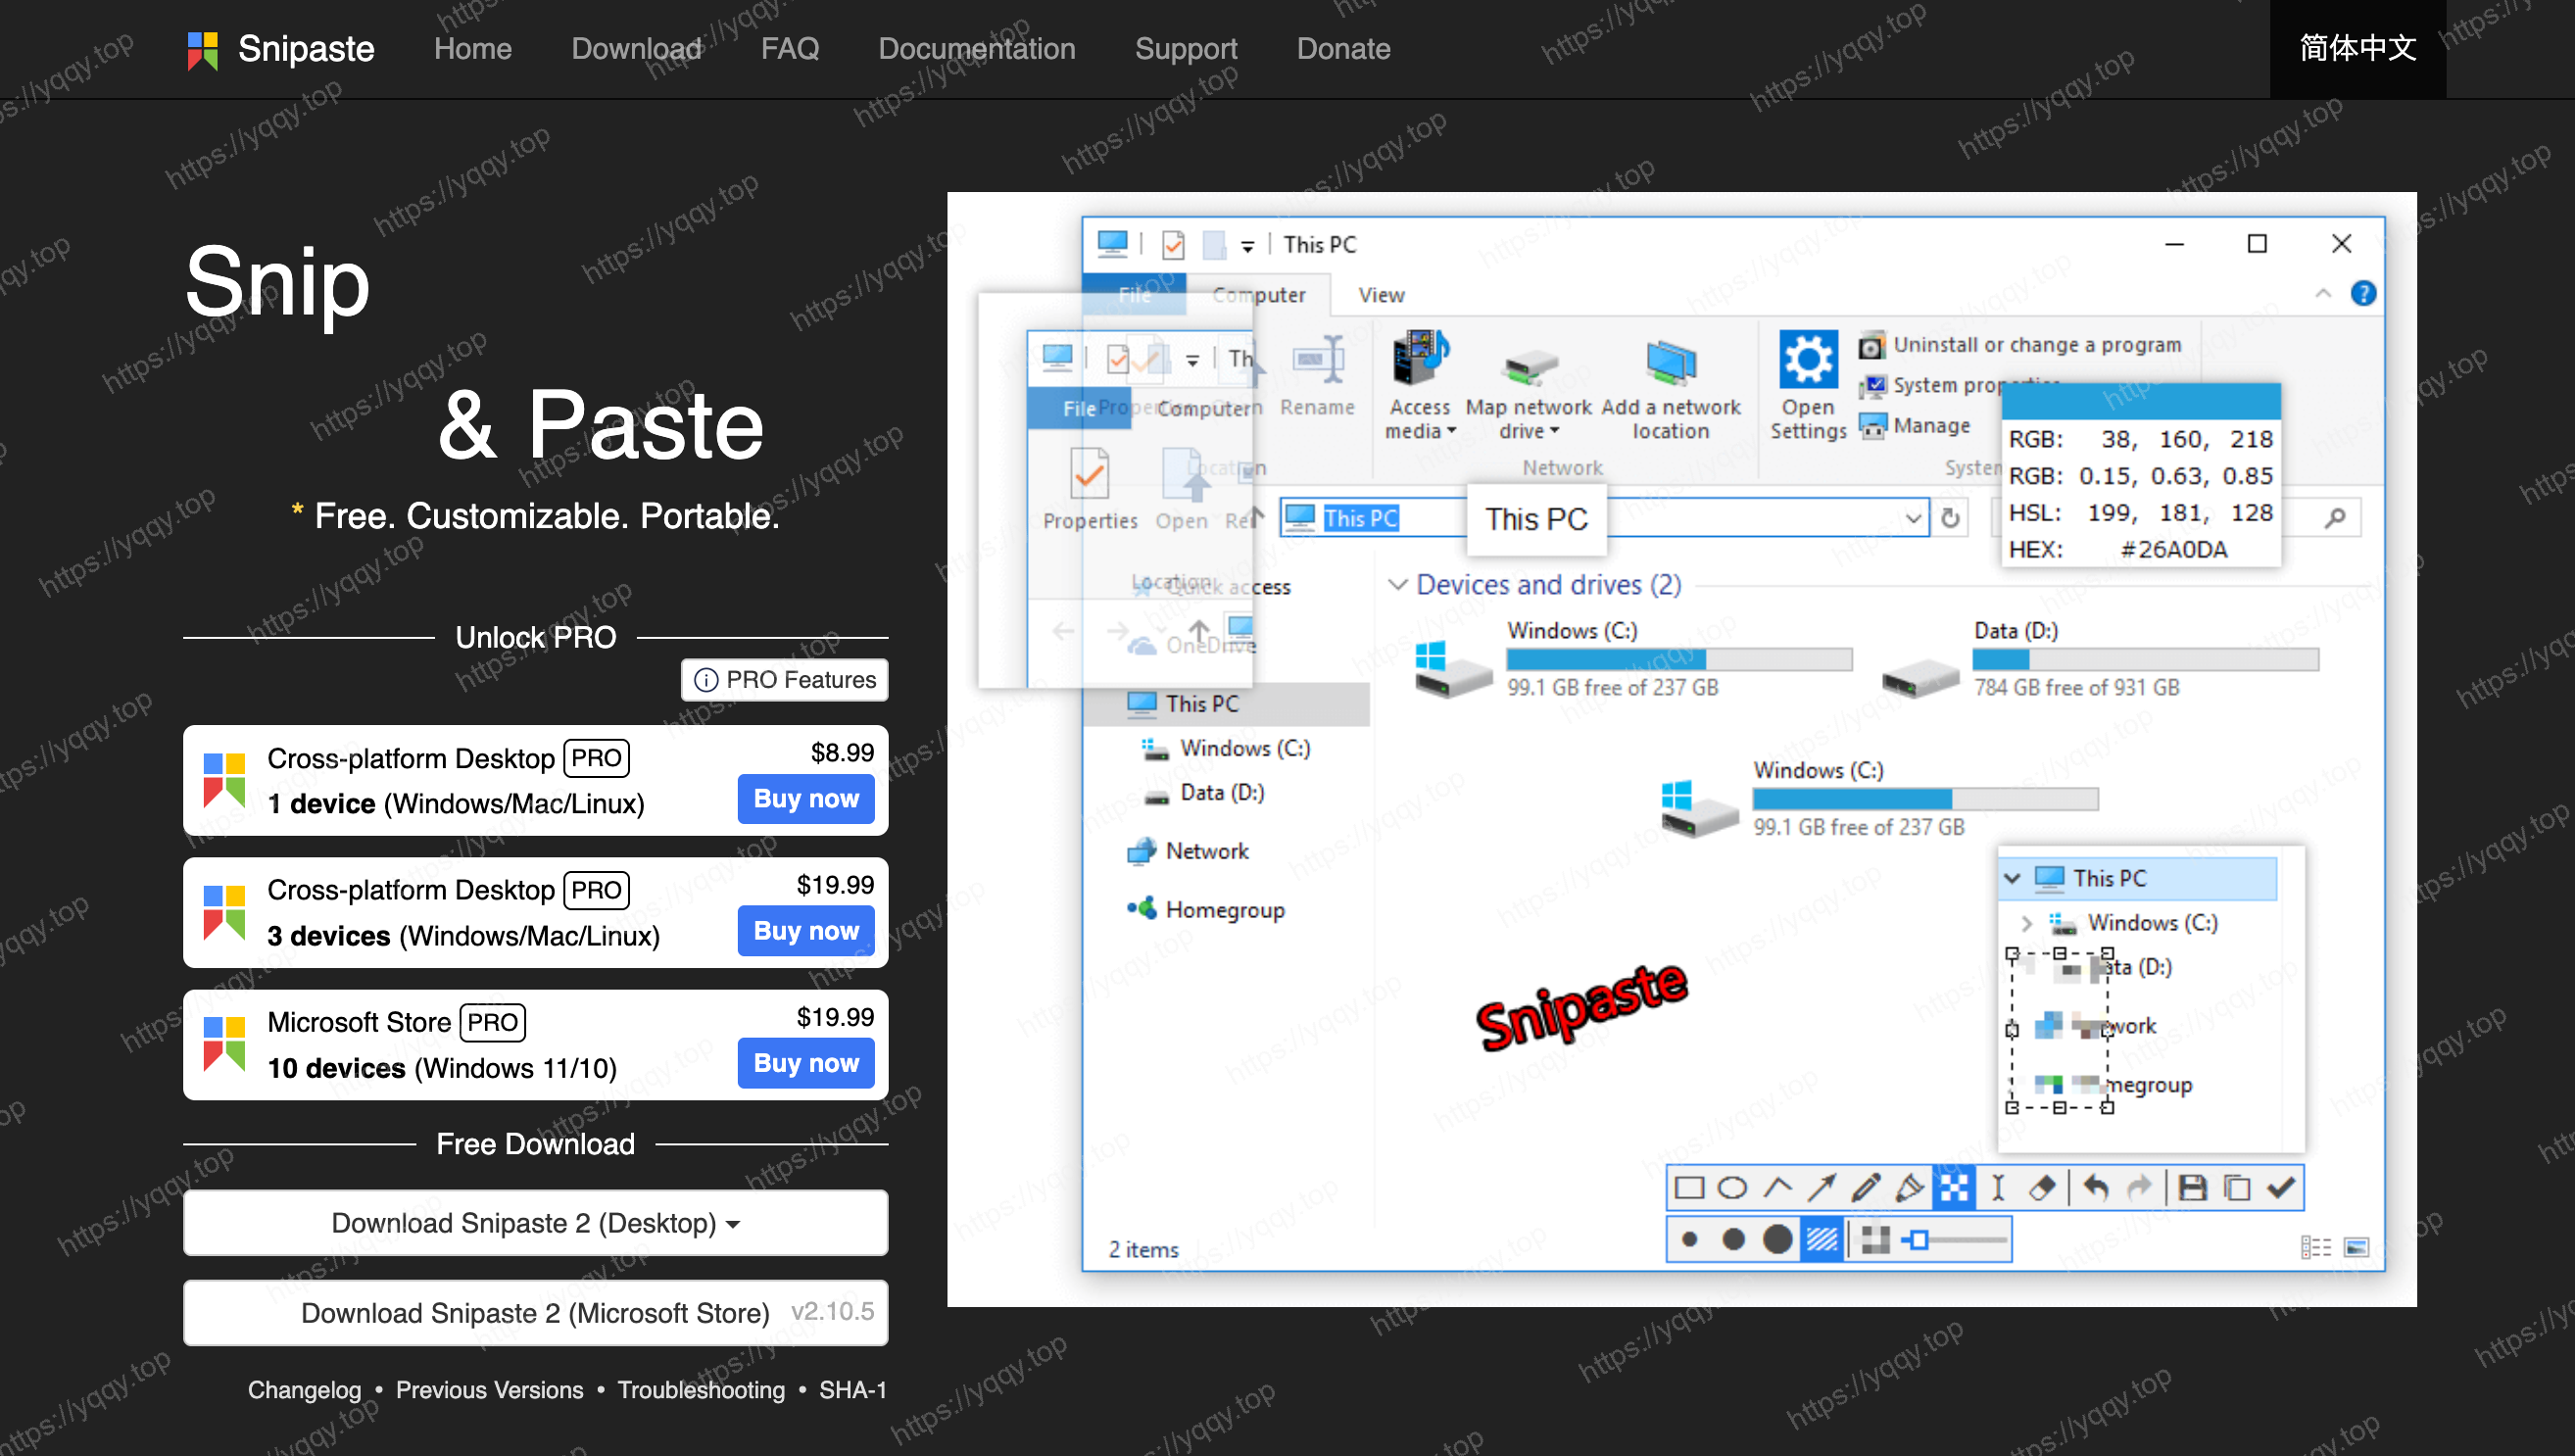 Snipaste Home Download FAQ Documentation Support Donate 简体中文
Snip
& Paste
* Free. Customizable. Portable.
Unlock PRO
PRO Features
Cross-platform Desktop PRO $8.99
1 device (Windows/Mac/Linux) Buy now
Cross-platform Desktop PRO $19.99
3 devices (Windows/Mac/Linux) Buy now
Microsoft Store PRO $19.99
10 devices (Windows 11/10) Buy now
Free Download
Download Snipaste 2 (Desktop)
Download Snipaste 2 (Microsoft Store) v2.10.5
Changelog • Previous Versions • Troubleshooting • SHA-1
This PC
File Computer View
File Computer
Properties Open
Location
Rename
Access media
Map network drive
Add a network location
Network
Open Settings
Uninstall or change a program
System
Manage
RGB: 38, 160, 218
RGB: 0.15, 0.63, 0.85
HSL: 199, 181, 128
HEX: #26A0DA
This PC
This PC
Quick access
OneDrive
This PC
Windows (C:)
Data (D:)
Network
Homegroup
Devices and drives (2)
Windows (C:)
99.1 GB free of 237 GB
Data (D:)
784 GB free of 931 GB
Windows (C:)
99.1 GB free of 237 GB
This PC
Windows (C:)
Snipaste
2 items
https://yqqy.top